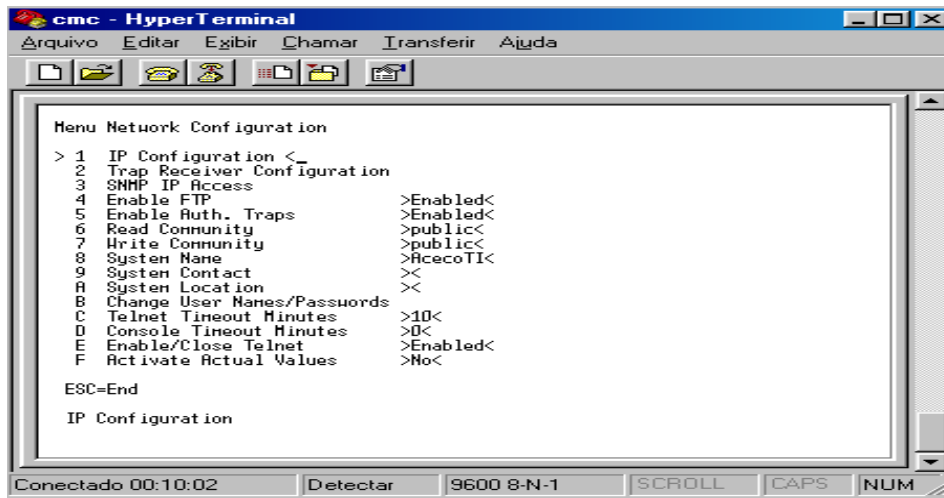 cmc - HyperTerminal
Arquivo Editar Exibir Chamar Transferir Ajuda
Menu Network Configuration
> 1 IP Configuration <_
2 Trap Receiver Configuration
3 SNMP IP Access
4 Enable FTP >Enabled<
5 Enable Auth. Traps >Enabled<
6 Read Community >public<
7 Write Community >public<
8 System Name >AcecoTI<
9 System Contact ><
A System Location ><
B Change User Names/Passwords
C Telnet Timeout Minutes >10<
D Console Timeout Minutes >0<
E Enable/Close Telnet >Enabled<
F Activate Actual Values >No<
ESC=End
IP Configuration
Conectado 00:10:02 Detectar 9600 8-N-1 SCROLL CAPS NUM